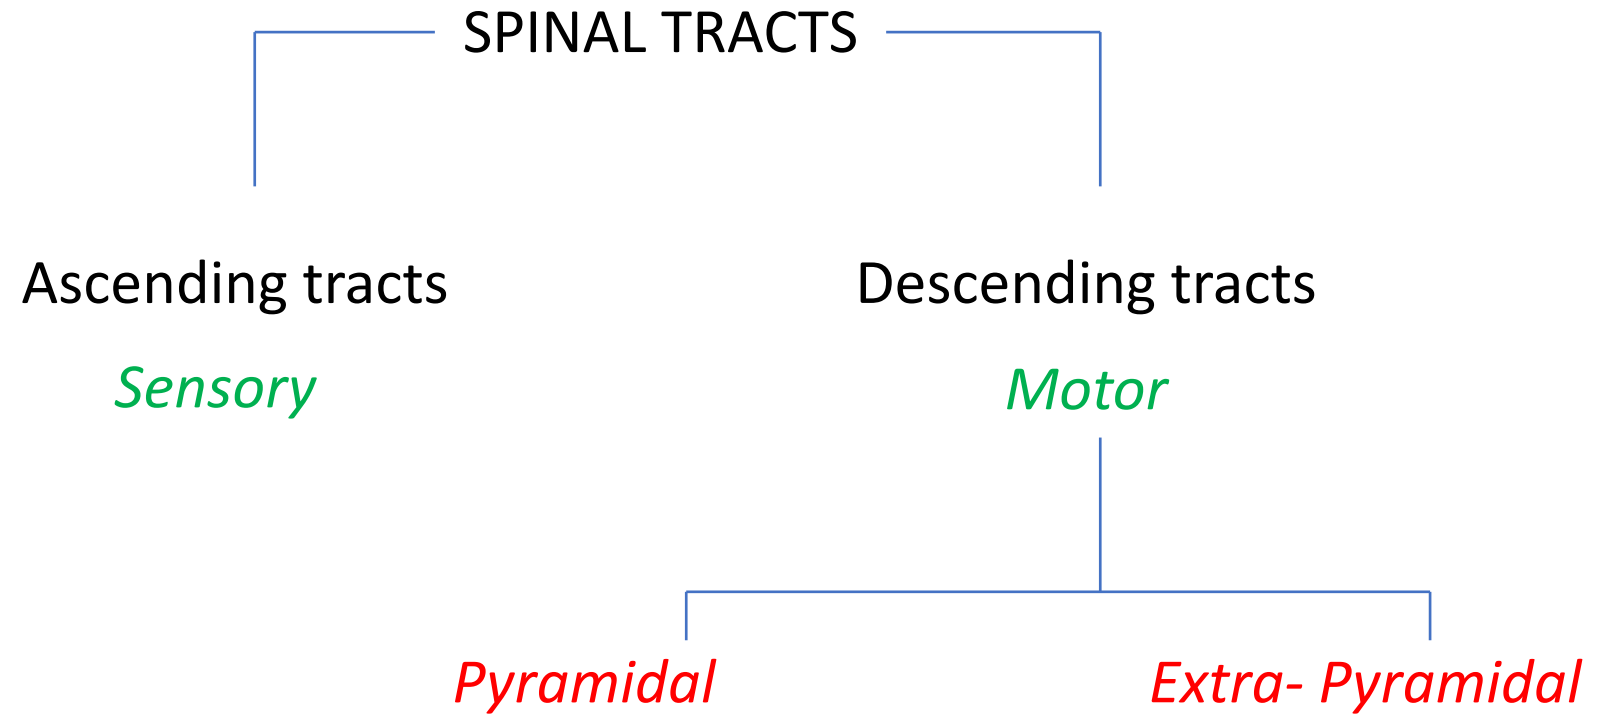 SPINAL TRACTS
Ascending tracts
Descending tracts
Sensory
Motor
Pyramidal
Extra- Pyramidal